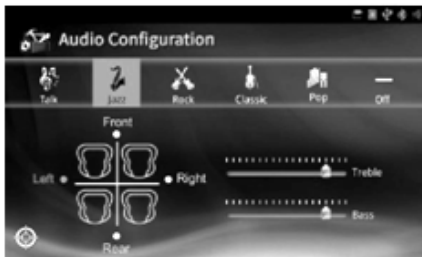 Audio Configuration
Talk Jazz Rock Classic Pop Off
Front
Left Right
Treble
Bass
Rear